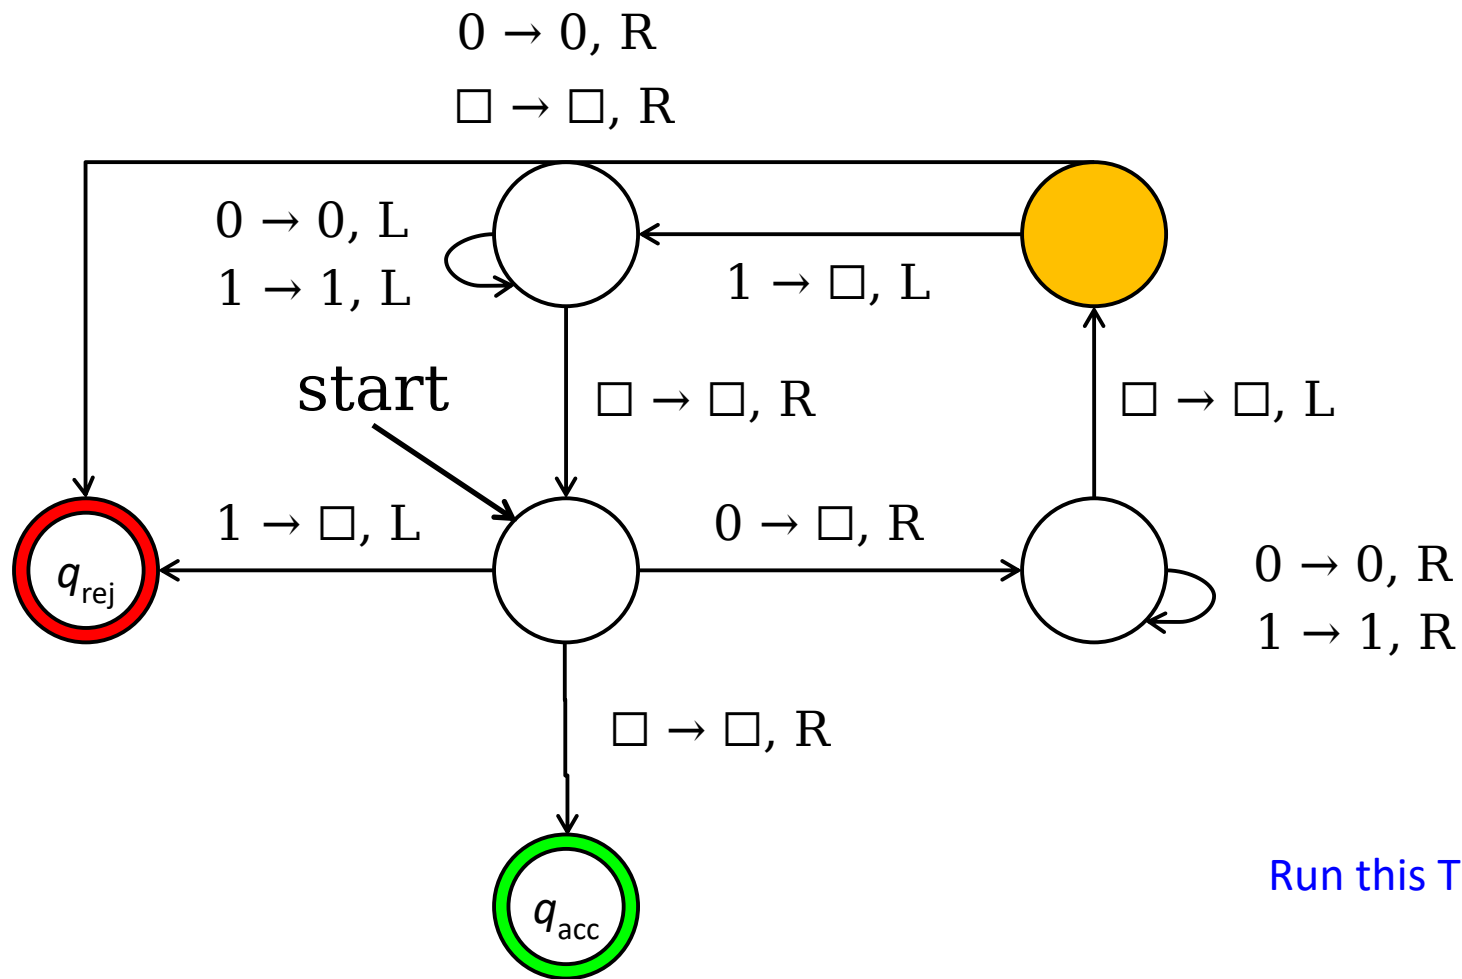 0 → 0, R
□ → □, R
0 → 0, L
1 → 1, L
1 → □, L
start
□ → □, R
□ → □, L
1 → □, L
0 → □, R
q_rej
0 → 0, R
1 → 1, R
□ → □, R
q_acc
Run this T